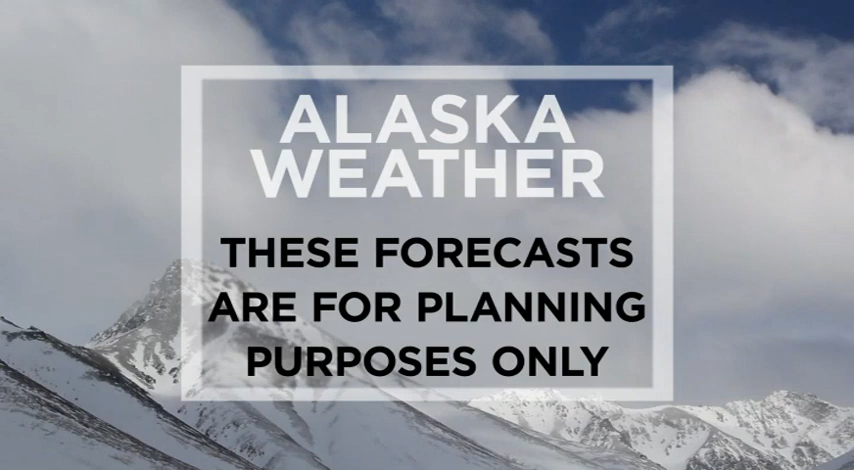 ALASKA
WEATHER
THESE FORECASTS
ARE FOR PLANNING
PURPOSES ONLY